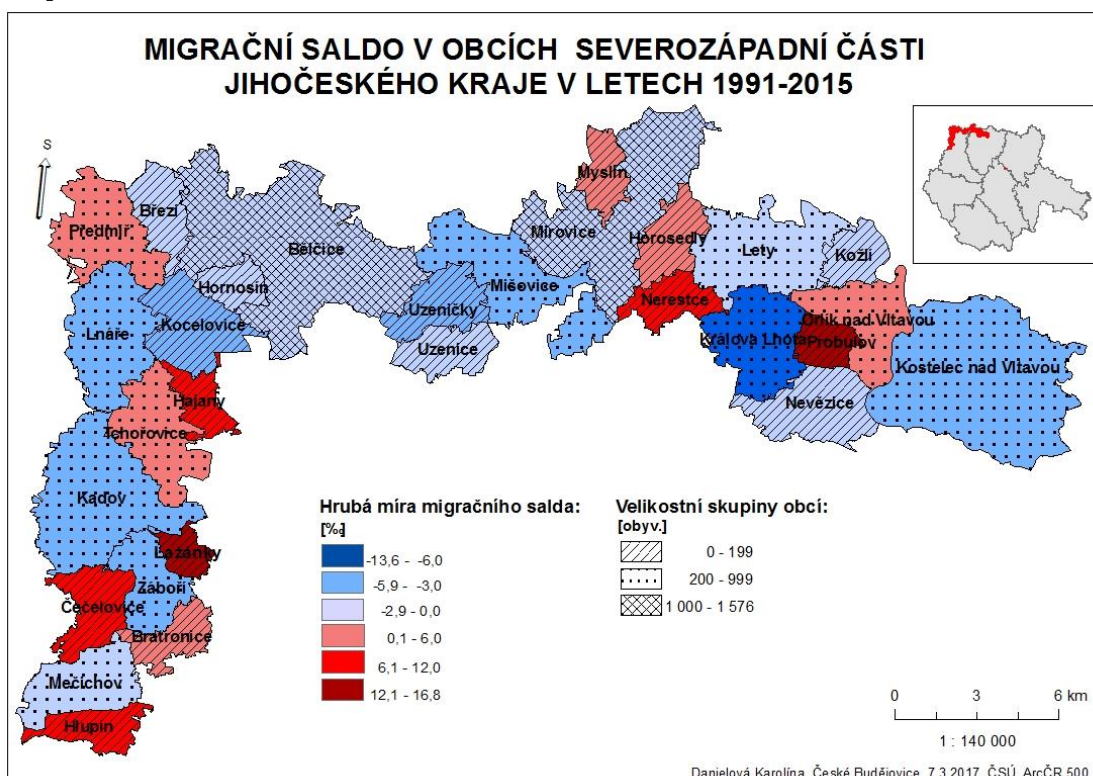 MIGRAČNÍ SALDO V OBCÍCH SEVEROZÁPADNÍ ČÁSTI
JIHOČESKÉHO KRAJE V LETECH 1991-2015
S
Předmíř
Březí
Bělčice
Hornosín
Kocelovice
Lnáře
Hajany
Tchořovice
Kadov
Lažánky
Záboří
Čečelovice
Bratronice
Mečichov
Hlupín
Uzeničky
Uzenice
Mišovice
Mirovice
Myslín
Horosedly
Nerestce
Lety
Kožlí
Králova Lhota
Orlík nad Vltavou
Probulov
Nevězice
Kostelec nad Vltavou
Hrubá míra migračního salda:
[‰]
-13,6 - -6,0
-5,9 - -3,0
-2,9 - 0,0
0,1 - 6,0
6,1 - 12,0
12,1 - 16,8
Velikostní skupiny obcí:
[obyv.]
0 - 199
200 - 999
1 000 - 1 576
0 3 6 km
1 : 140 000
Danielová Karolína, České Budějovice, 7.3.2017, ČSÚ, ArcČR 500